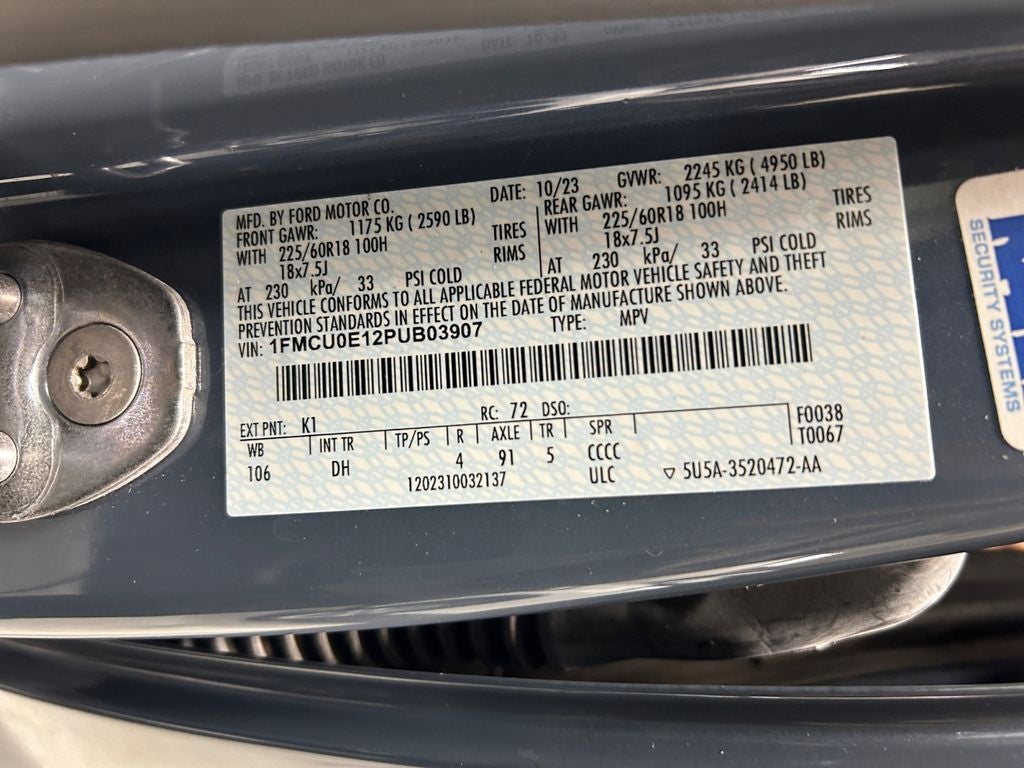 MFD. BY FORD MOTOR CO.
DATE: 10/23 GVWR: 2245 KG ( 4950 LB)
FRONT GAWR: 1175 KG ( 2590 LB)
WITH 225/60R18 100H TIRES
18x7.5J RIMS
AT 230 kPa/ 33 PSI COLD
REAR GAWR: 1095 KG ( 2414 LB)
WITH 225/60R18 100H TIRES
18x7.5J RIMS
AT 230 kPa/ 33 PSI COLD
THIS VEHICLE CONFORMS TO ALL APPLICABLE FEDERAL MOTOR VEHICLE SAFETY AND THEFT
PREVENTION STANDARDS IN EFFECT ON THE DATE OF MANUFACTURE SHOWN ABOVE.
VIN: 1FMCU0E12PUB03907 TYPE: MPV
EXT PNT: K1 RC: 72 DSO:
WB INT TR TP/PS R AXLE TR SPR F0038
106 DH 4 91 5 CCCC T0067
1202310032137 ULC 5U5A-3520472-AA
SECURITY SYSTEMS